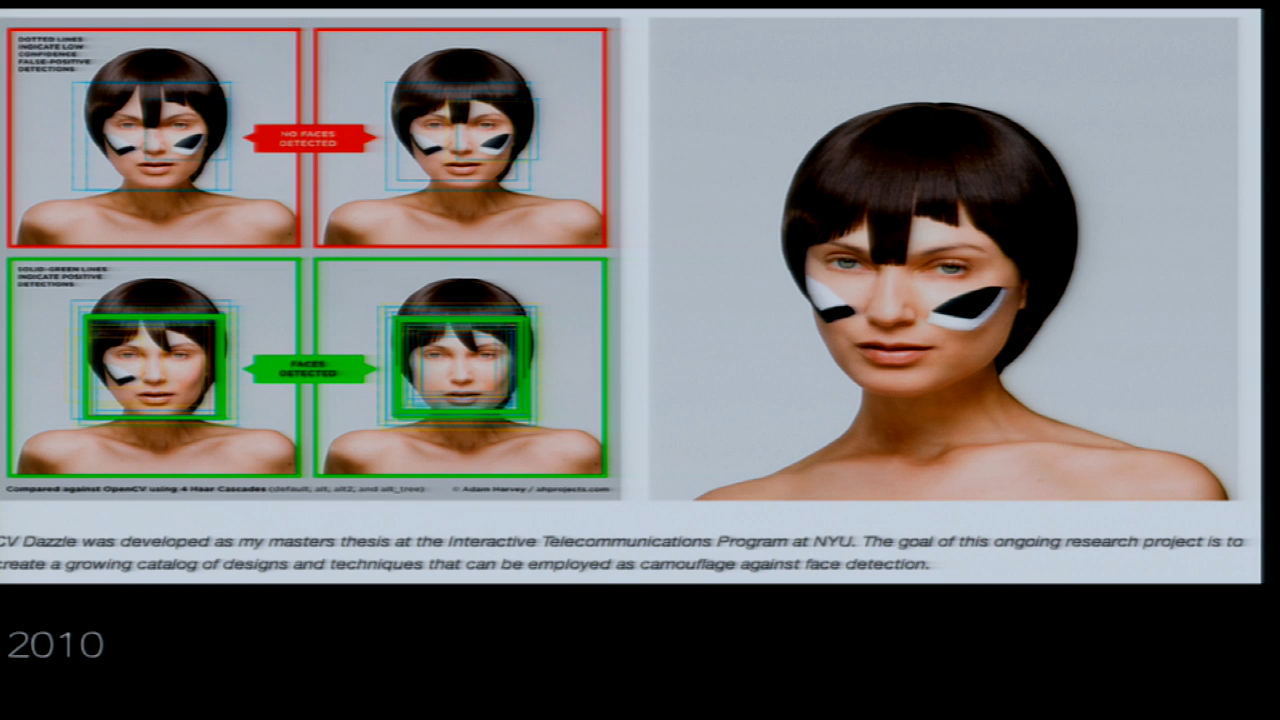 DOTTED LINES
INDICATE LOW
CONFIDENCE
FALSE-POSITIVE
DETECTIONS
NO FACES
DETECTED
SOLID-GREEN LINES
INDICATE POSITIVE
DETECTIONS
FACES
DETECTED
Compared against OpenCV using 4 Haar Cascades (default, alt, alt2, and alt_tree)
© Adam Harvey / ahprojects.com
CV Dazzle was developed as my masters thesis at the Interactive Telecommunications Program at NYU. The goal of this ongoing research project is to
create a growing catalog of designs and techniques that can be employed as camouflage against face detection.
2010